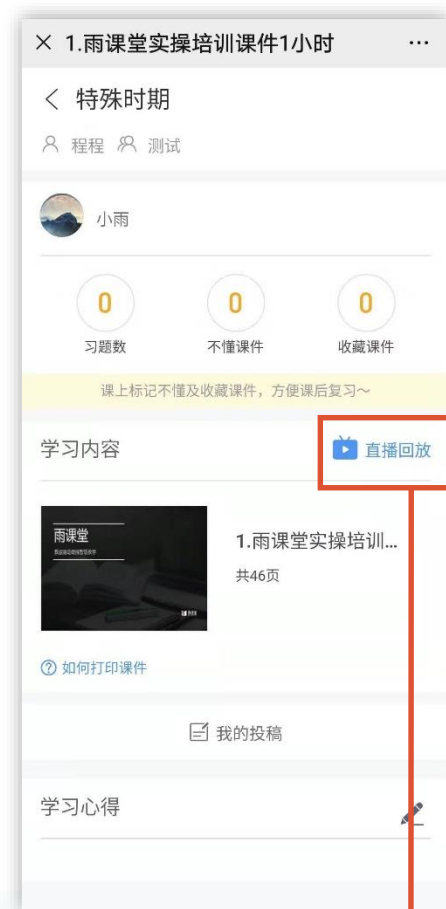 × 1.雨课堂实操培训课件1小时 ...
< 特殊时期
程程 测试
小雨
0 0 0
习题数 不懂课件 收藏课件
课上标记不懂及收藏课件，方便课后复习～
学习内容 直播回放
雨课堂
1.雨课堂实操培训...
共46页
? 如何打印课件
我的投稿
学习心得